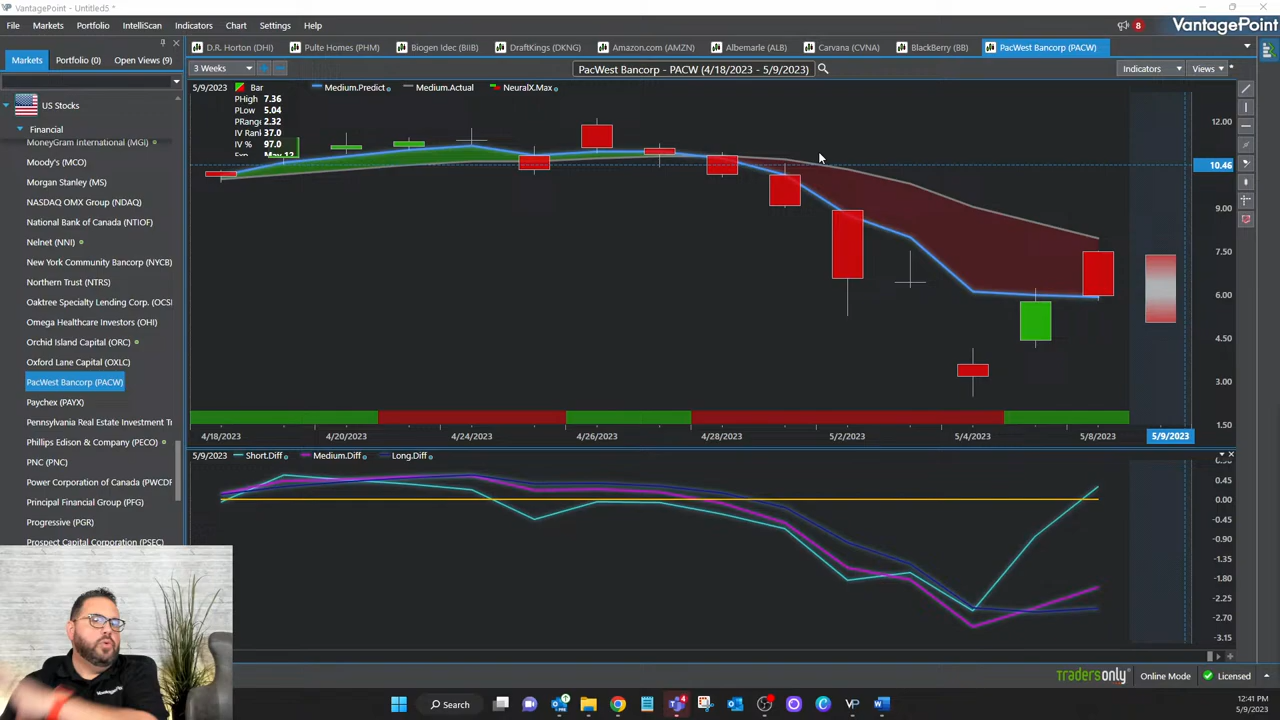 VantagePoint - Untitled5 *
File Markets Portfolio IntelliScan Indicators Chart Settings Help
8 VantagePoint
D.R. Horton (DHI) Pulte Homes (PHM) Biogen Idec (BIIB) DraftKings (DKNG) Amazon.com (AMZN) Albemarle (ALB) Carvana (CVNA) BlackBerry (BB) PacWest Bancorp (PACW)
Markets Portfolio (0) Open Views (9)
3 Weeks PacWest Bancorp - PACW (4/18/2023 - 5/9/2023) Indicators Views
US Stocks
Financial
MoneyGram International (MGI)
Moody's (MCO)
Morgan Stanley (MS)
NASDAQ OMX Group (NDAQ)
National Bank of Canada (NTIOF)
Nelnet (NNI)
New York Community Bancorp (NYCB)
Northern Trust (NTRS)
Oaktree Specialty Lending Corp. (OCSI
Omega Healthcare Investors (OHI)
Orchid Island Capital (ORC)
Oxford Lane Capital (OXLC)
PacWest Bancorp (PACW)
Paychex (PAYX)
Pennsylvania Real Estate Investment Tr
Phillips Edison & Company (PECO)
PNC (PNC)
Power Corporation of Canada (PWCDF
Principal Financial Group (PFG)
Progressive (PGR)
Prospect Capital Corporation (PSEC)
5/9/2023 Bar Medium.Predict Medium.Actual NeuralX.Max
PHigh 7.36
PLow 5.04
PRange 2.32
IV Rank 37.0
IV % 97.0
Exp May 12
12.00
10.46
9.00
7.50
6.00
4.50
3.00
1.50
4/18/2023 4/20/2023 4/24/2023 4/26/2023 4/28/2023 5/2/2023 5/4/2023 5/8/2023 5/9/2023
5/9/2023 Short.Diff Medium.Diff Long.Diff
0.90
0.45
0.00
-0.45
-0.90
-1.35
-1.80
-2.25
-2.70
-3.15
tradersonly Online Mode Licensed
Search
VP
12:41 PM
5/9/2023